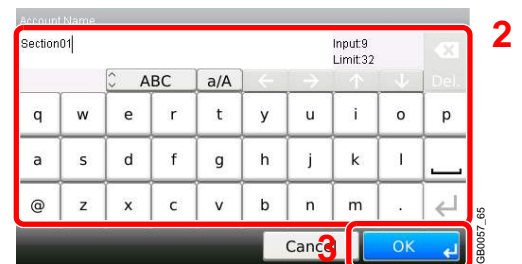 Account Name
Section01
Input:9
Limit:32
Del.
ABC a/A ← → ↑ ↓
q w e r t y u i o p
a s d f g h j k l
@ z x c v b n m .
Cancel OK
2
3
GB0057_65